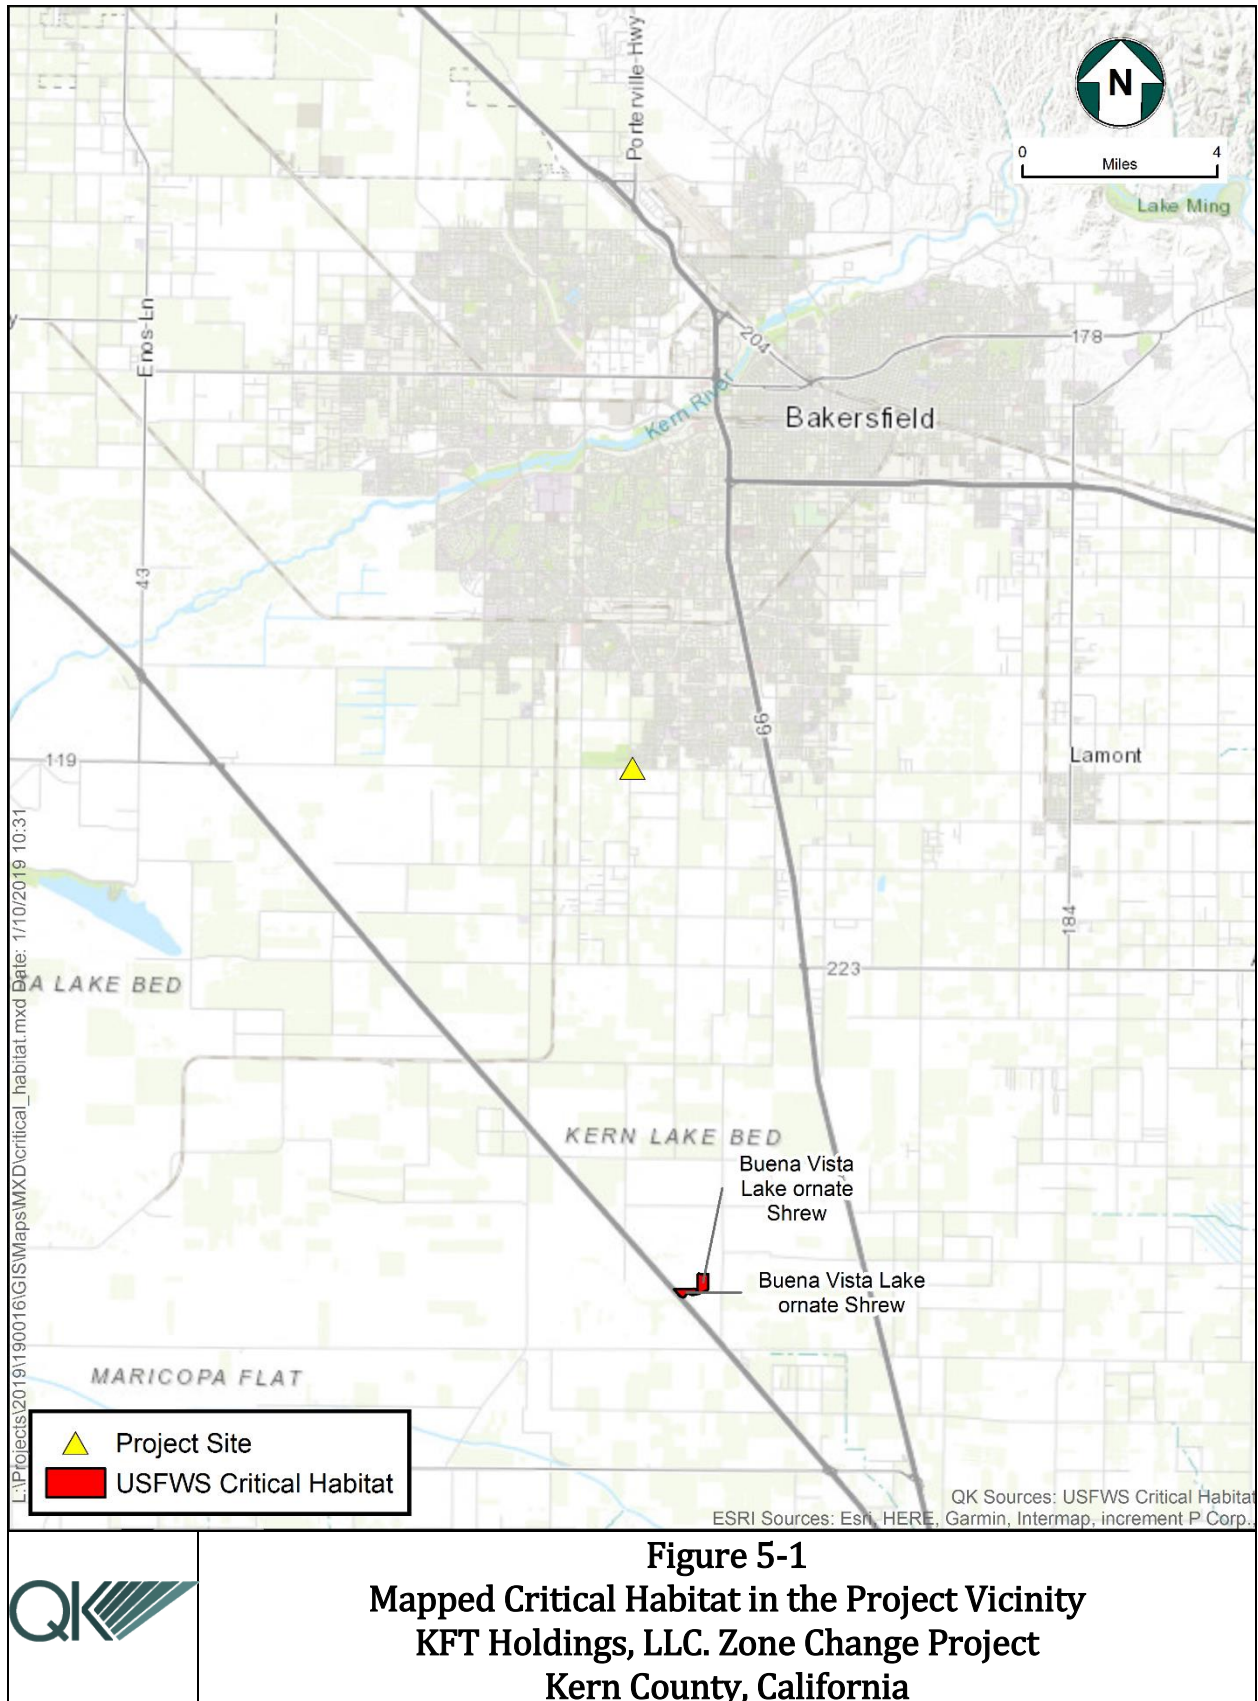 Porterville-Hwy
N
0
4
Miles
Lake Ming
Enos-Ln
204
178
Kern River
Bakersfield
43
99
119
Lamont
184
223
A LAKE BED
KERN LAKE BED
Buena Vista
Lake ornate
Shrew
Buena Vista Lake
ornate Shrew
MARICOPA FLAT
L:\Projects\2019\190016\GIS\Maps\MXD\critical_habitat.mxd Date: 1/10/2019 10:31
Project Site
USFWS Critical Habitat
QK Sources: USFWS Critical Habitat
ESRI Sources: Esri, HERE, Garmin, Intermap, increment P Corp.,
QK
Figure 5-1
Mapped Critical Habitat in the Project Vicinity
KFT Holdings, LLC. Zone Change Project
Kern County, California